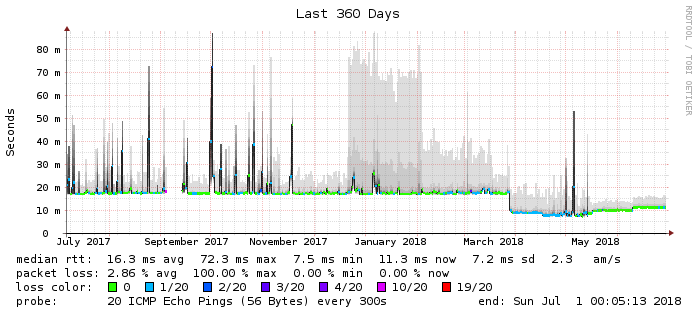 Last 360 Days
RRDTOOL / TOBI OETIKER
Seconds
80 m
70 m
60 m
50 m
40 m
30 m
20 m
10 m
0
July 2017 September 2017 November 2017 January 2018 March 2018 May 2018
median rtt: 16.3 ms avg 72.3 ms max 7.5 ms min 11.3 ms now 7.2 ms sd 2.3 am/s
packet loss: 2.86 % avg 100.00 % max 0.00 % min 0.00 % now
loss color: 0 1/20 2/20 3/20 4/20 10/20 19/20
probe: 20 ICMP Echo Pings (56 Bytes) every 300s end: Sun Jul 1 00:05:13 2018